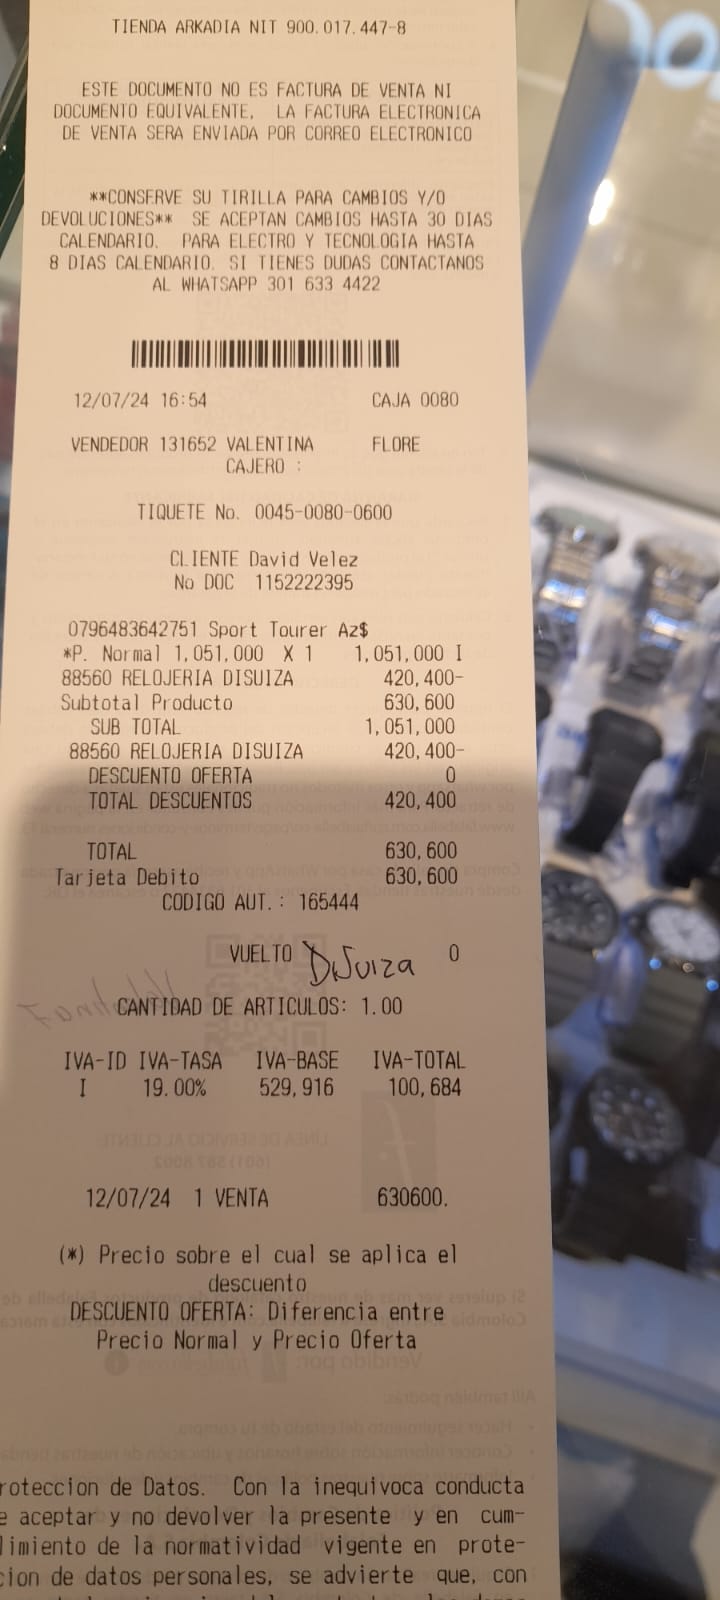 TIENDA ARKADIA NIT 900.017.447-8
ESTE DOCUMENTO NO ES FACTURA DE VENTA NI
DOCUMENTO EQUIVALENTE, LA FACTURA ELECTRONICA
DE VENTA SERA ENVIADA POR CORREO ELECTRONICO
**CONSERVE SU TIRILLA PARA CAMBIOS Y/O
DEVOLUCIONES** SE ACEPTAN CAMBIOS HASTA 30 DIAS
CALENDARIO. PARA ELECTRO Y TECNOLOGIA HASTA
8 DIAS CALENDARIO. SI TIENES DUDAS CONTACTANOS
AL WHATSAPP 301 633 4422
12/07/24 16:54 CAJA 0080
VENDEDOR 131652 VALENTINA FLORE
CAJERO :
TIQUETE No. 0045-0080-0600
CLIENTE David Velez
No DOC 1152222395
0796483642751 Sport Tourer Az$
*P. Normal 1,051,000 X 1 1,051,000 I
88560 RELOJERIA DISUIZA 420,400-
Subtotal Producto 630,600
SUB TOTAL 1,051,000
88560 RELOJERIA DISUIZA 420,400-
DESCUENTO OFERTA 0
TOTAL DESCUENTOS 420,400
TOTAL 630,600
Tarjeta Debito 630,600
CODIGO AUT.: 165444
VUELTO 0
DiSuiza
CANTIDAD DE ARTICULOS: 1.00
IVA-ID IVA-TASA IVA-BASE IVA-TOTAL
I 19.00% 529,916 100,684
12/07/24 1 VENTA 630600.
(*) Precio sobre el cual se aplica el
descuento
DESCUENTO OFERTA: Diferencia entre
Precio Normal y Precio Oferta
roteccion de Datos. Con la inequivoca conducta
e aceptar y no devolver la presente y en cum-
limiento de la normatividad vigente en prote-
cion de datos personales, se advierte que, con